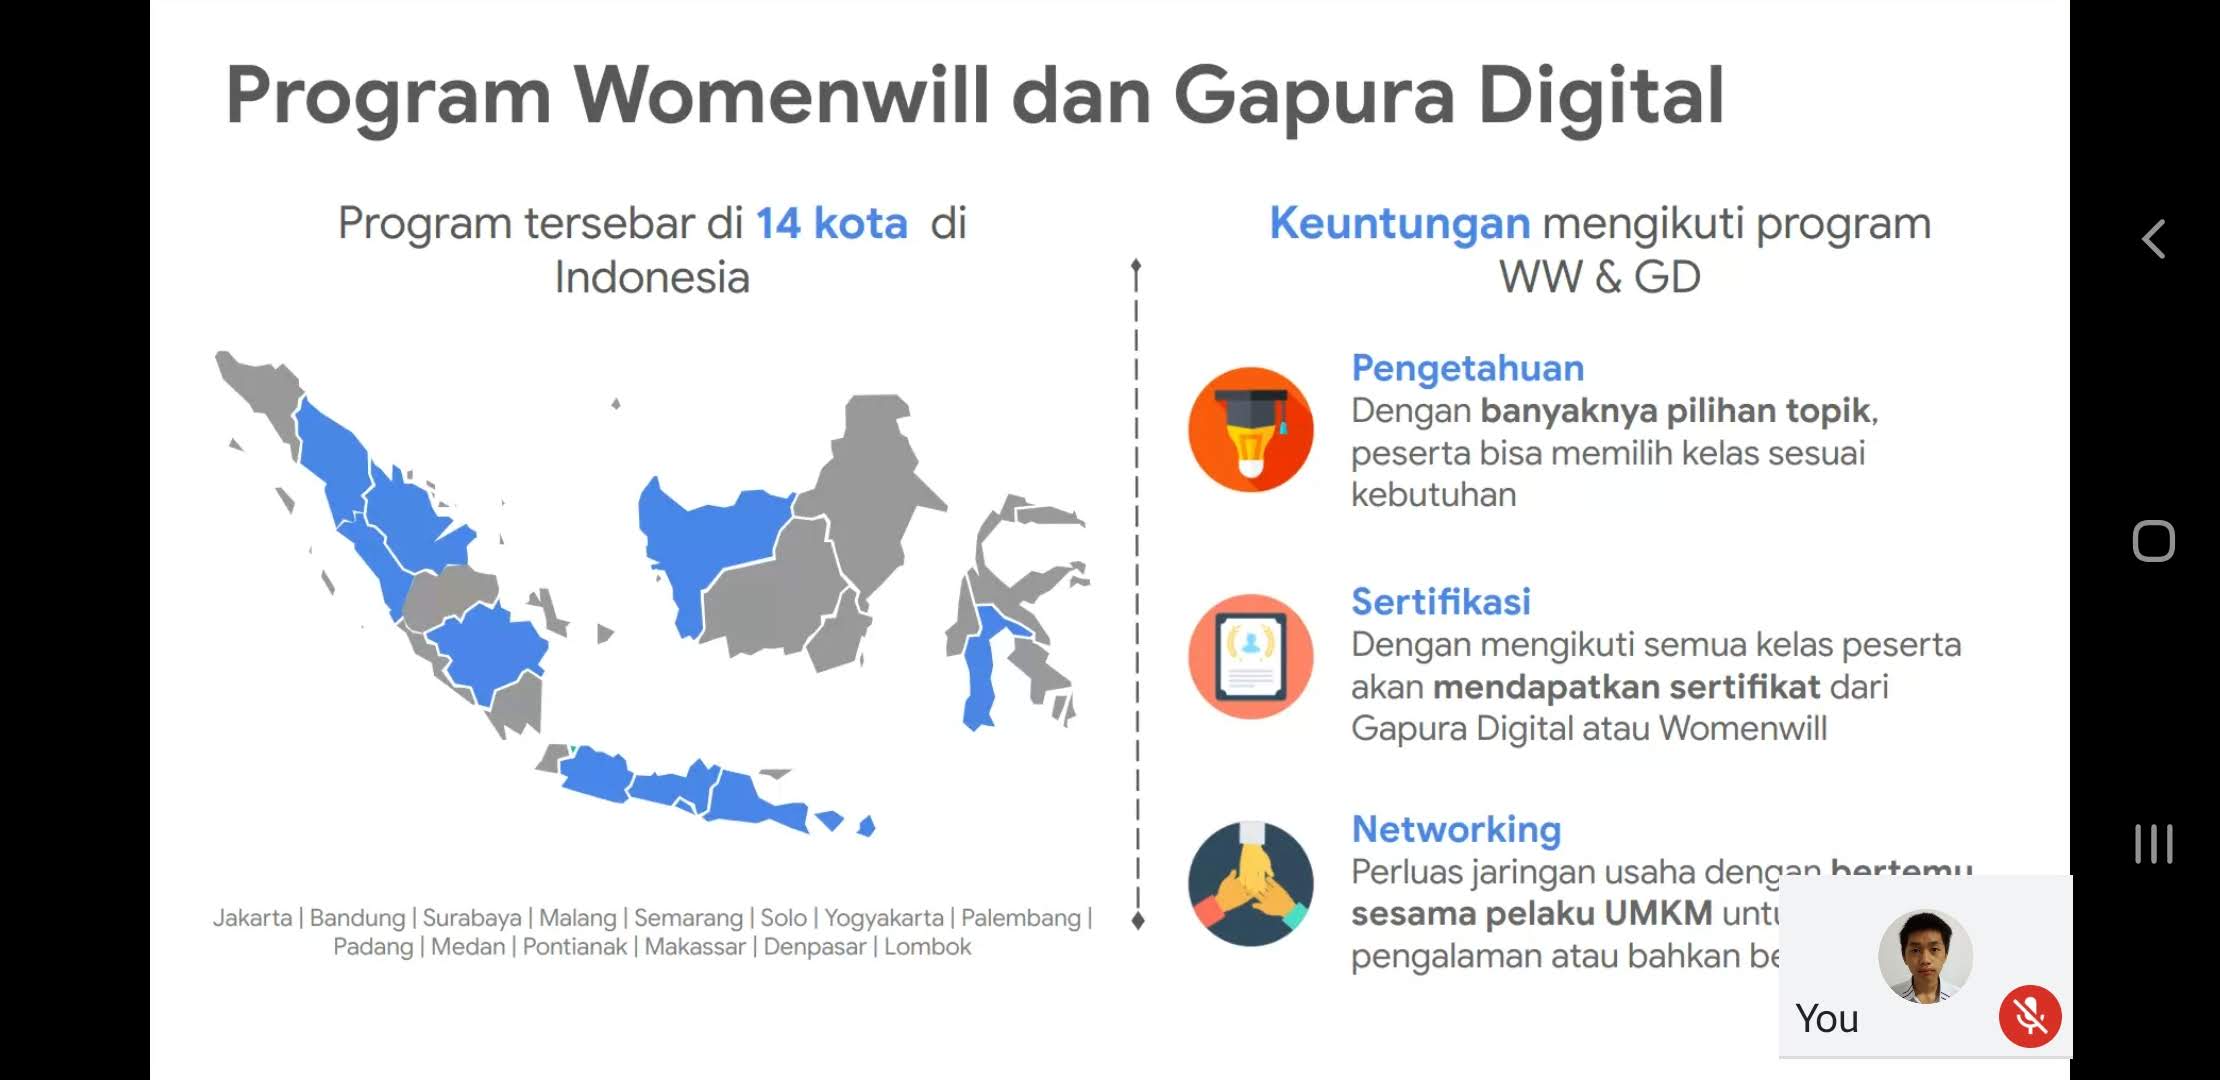 Program Womenwill dan Gapura Digital
Program tersebar di 14 kota di
Indonesia
Jakarta | Bandung | Surabaya | Malang | Semarang | Solo | Yogyakarta | Palembang |
Padang | Medan | Pontianak | Makassar | Denpasar | Lombok
Keuntungan mengikuti program
WW & GD
Pengetahuan
Dengan banyaknya pilihan topik,
peserta bisa memilih kelas sesuai
kebutuhan
Sertifikasi
Dengan mengikuti semua kelas peserta
akan mendapatkan sertifikat dari
Gapura Digital atau Womenwill
Networking
Perluas jaringan usaha dengan bertemu
sesama pelaku UMKM
pengalaman atau bahkan
You